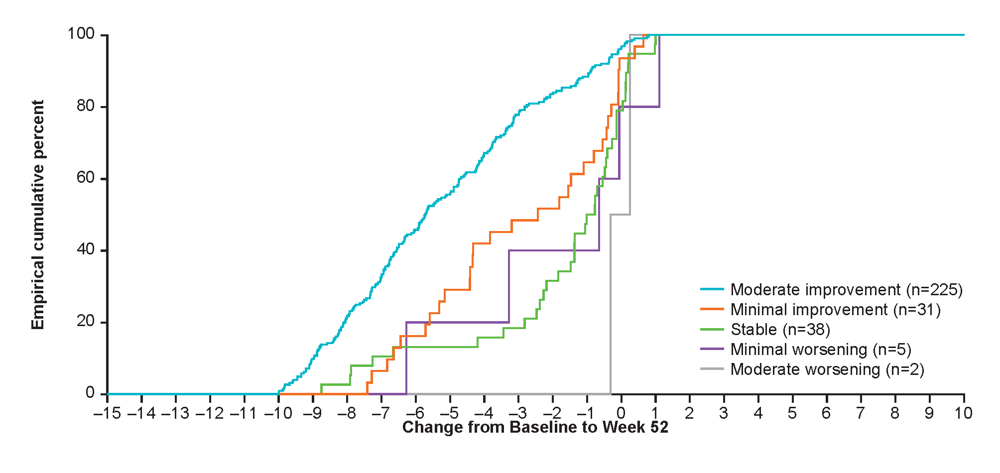 Empirical cumulative percent
100
80
60
40
20
0
–15 –14 –13 –12 –11 –10 –9 –8 –7 –6 –5 –4 –3 –2 –1 0 1 2 3 4 5 6 7 8 9 10
Change from Baseline to Week 52
Moderate improvement (n=225)
Minimal improvement (n=31)
Stable (n=38)
Minimal worsening (n=5)
Moderate worsening (n=2)